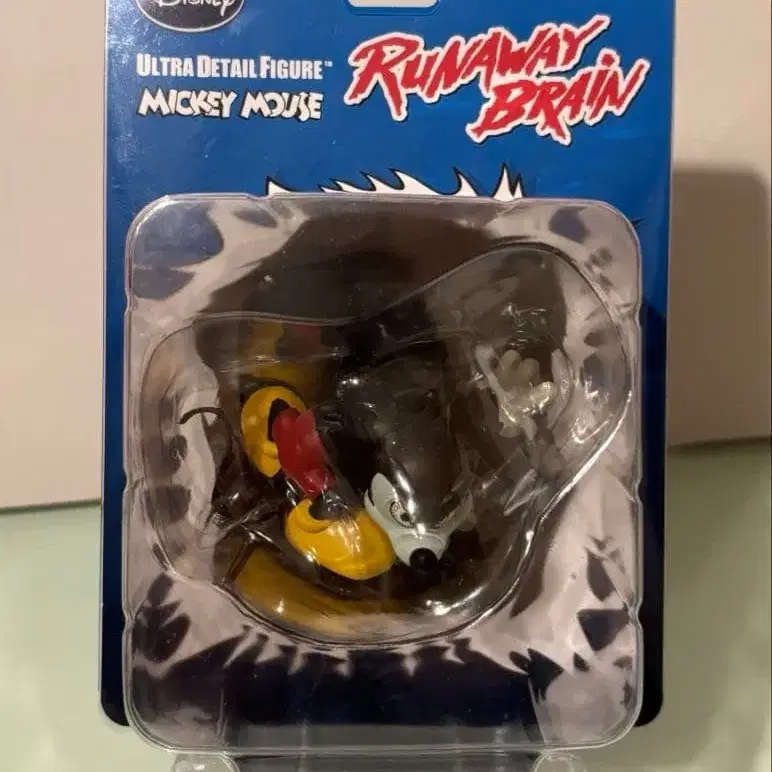 Disney
ULTRA DETAIL FIGURE™
MICKEY MOUSE
RUNAWAY
BRAIN